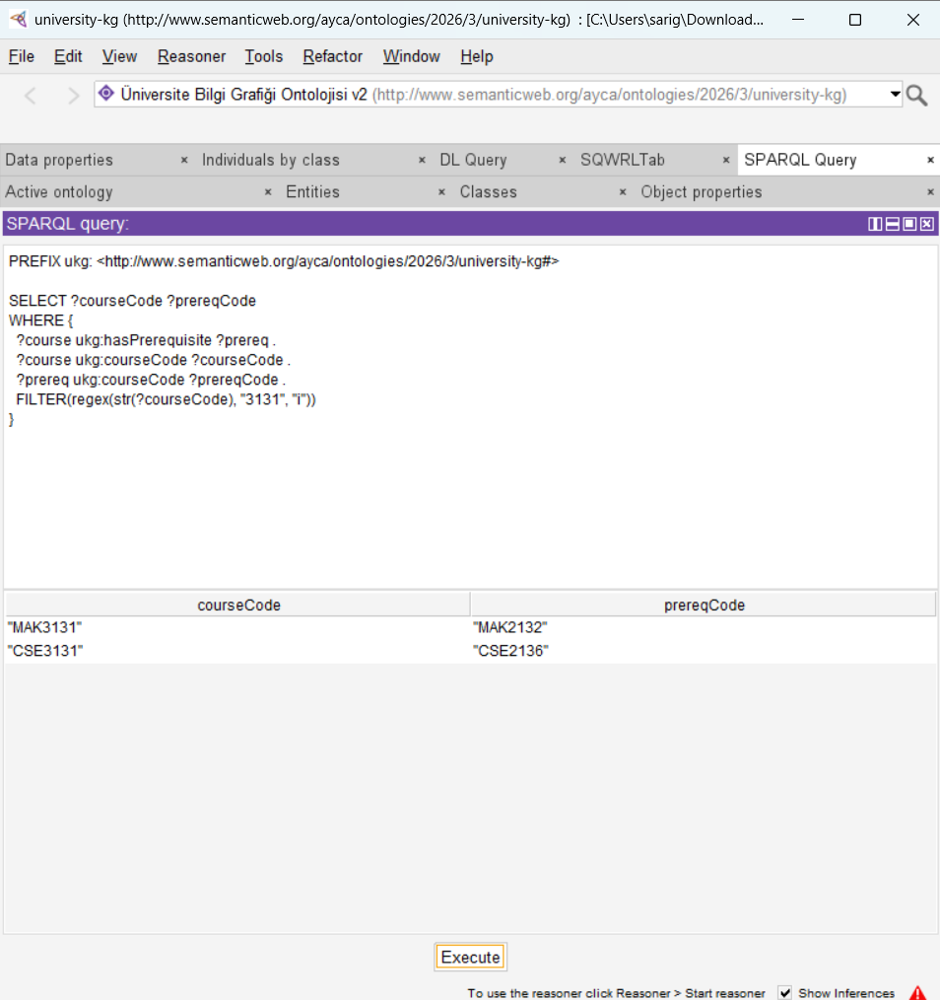 university-kg (http://www.semanticweb.org/ayca/ontologies/2026/3/university-kg) : [C:\Users\sarig\Download...
File Edit View Reasoner Tools Refactor Window Help
Üniversite Bilgi Grafiği Ontolojisi v2 (http://www.semanticweb.org/ayca/ontologies/2026/3/university-kg)
Data properties × Individuals by class × DL Query × SQWRLTab × SPARQL Query ×
Active ontology × Entities × Classes × Object properties ×
SPARQL query:
PREFIX ukg: <http://www.semanticweb.org/ayca/ontologies/2026/3/university-kg#>
SELECT ?courseCode ?prereqCode
WHERE {
?course ukg:hasPrerequisite ?prereq .
?course ukg:courseCode ?courseCode .
?prereq ukg:courseCode ?prereqCode .
FILTER(regex(str(?courseCode), "3131", "i"))
}
courseCode prereqCode
"MAK3131" "MAK2132"
"CSE3131" "CSE2136"
Execute
To use the reasoner click Reasoner > Start reasoner Show Inferences